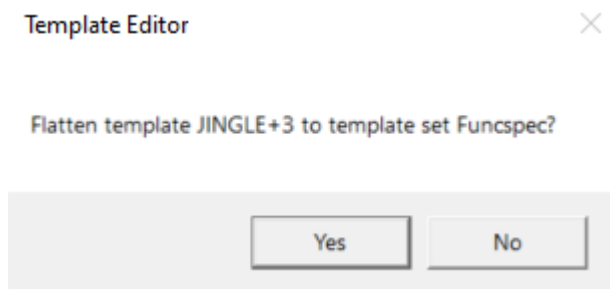 Template Editor
Flatten template JINGLE+3 to template set Funcspec?
Yes
No